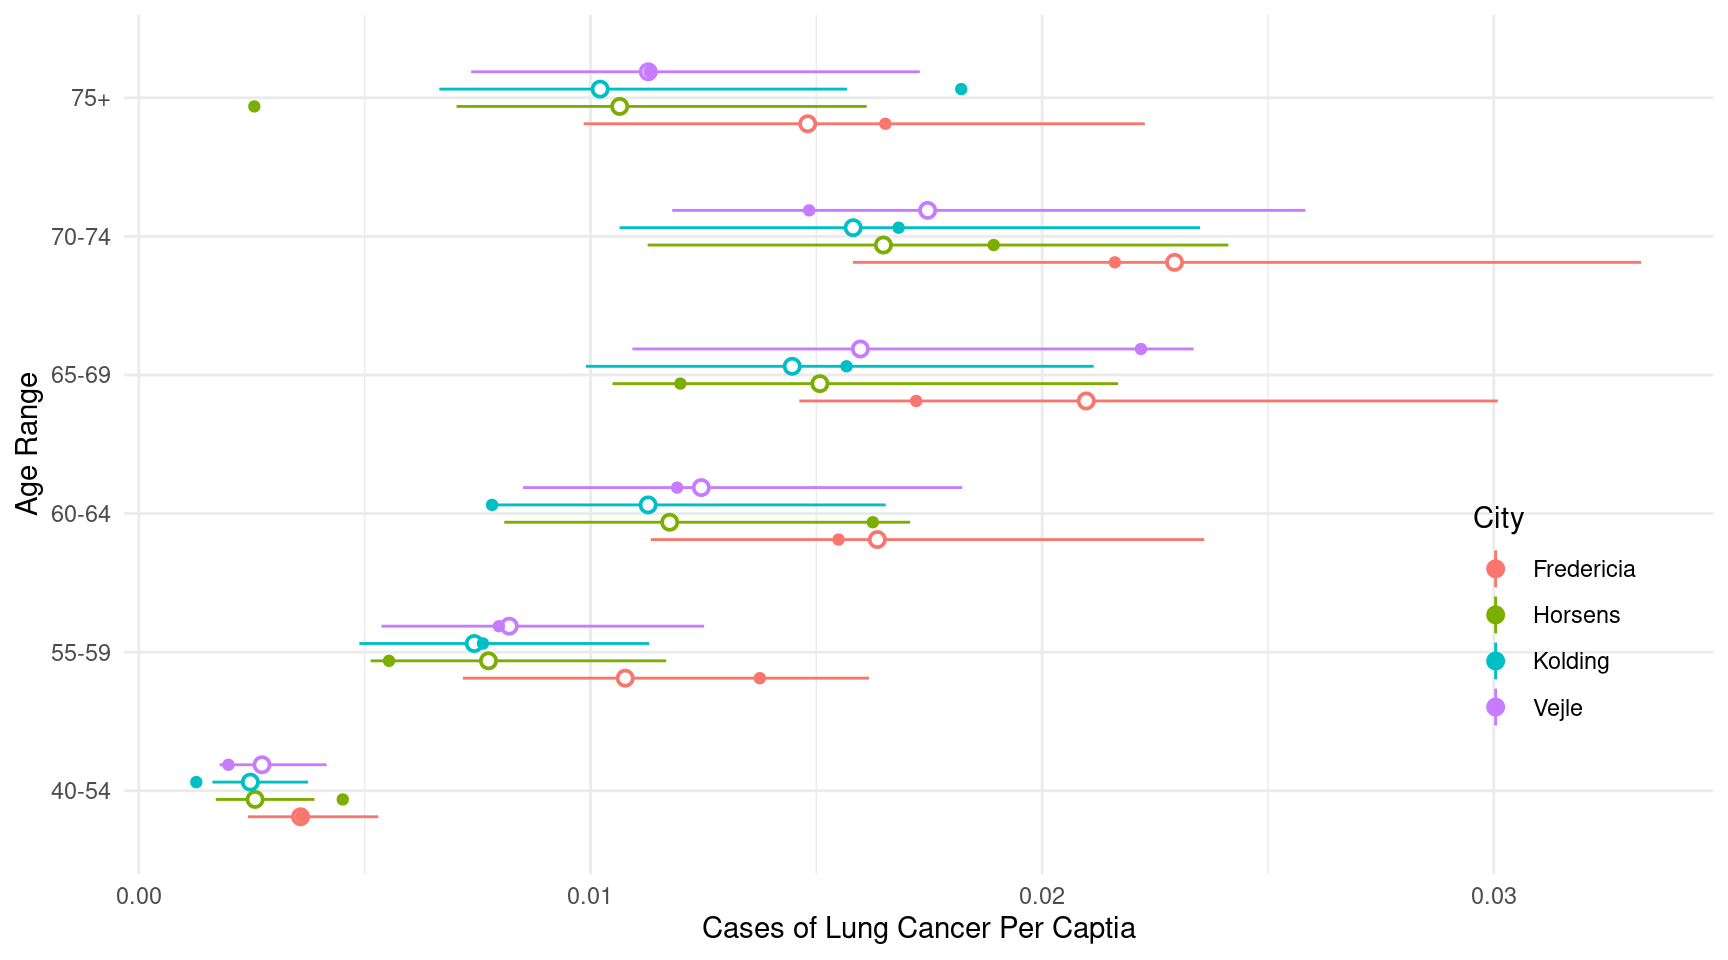 75+
70-74
65-69
60-64
55-59
40-54
Age Range
0.00 0.01 0.02 0.03
Cases of Lung Cancer Per Captia
City
Fredericia
Horsens
Kolding
Vejle